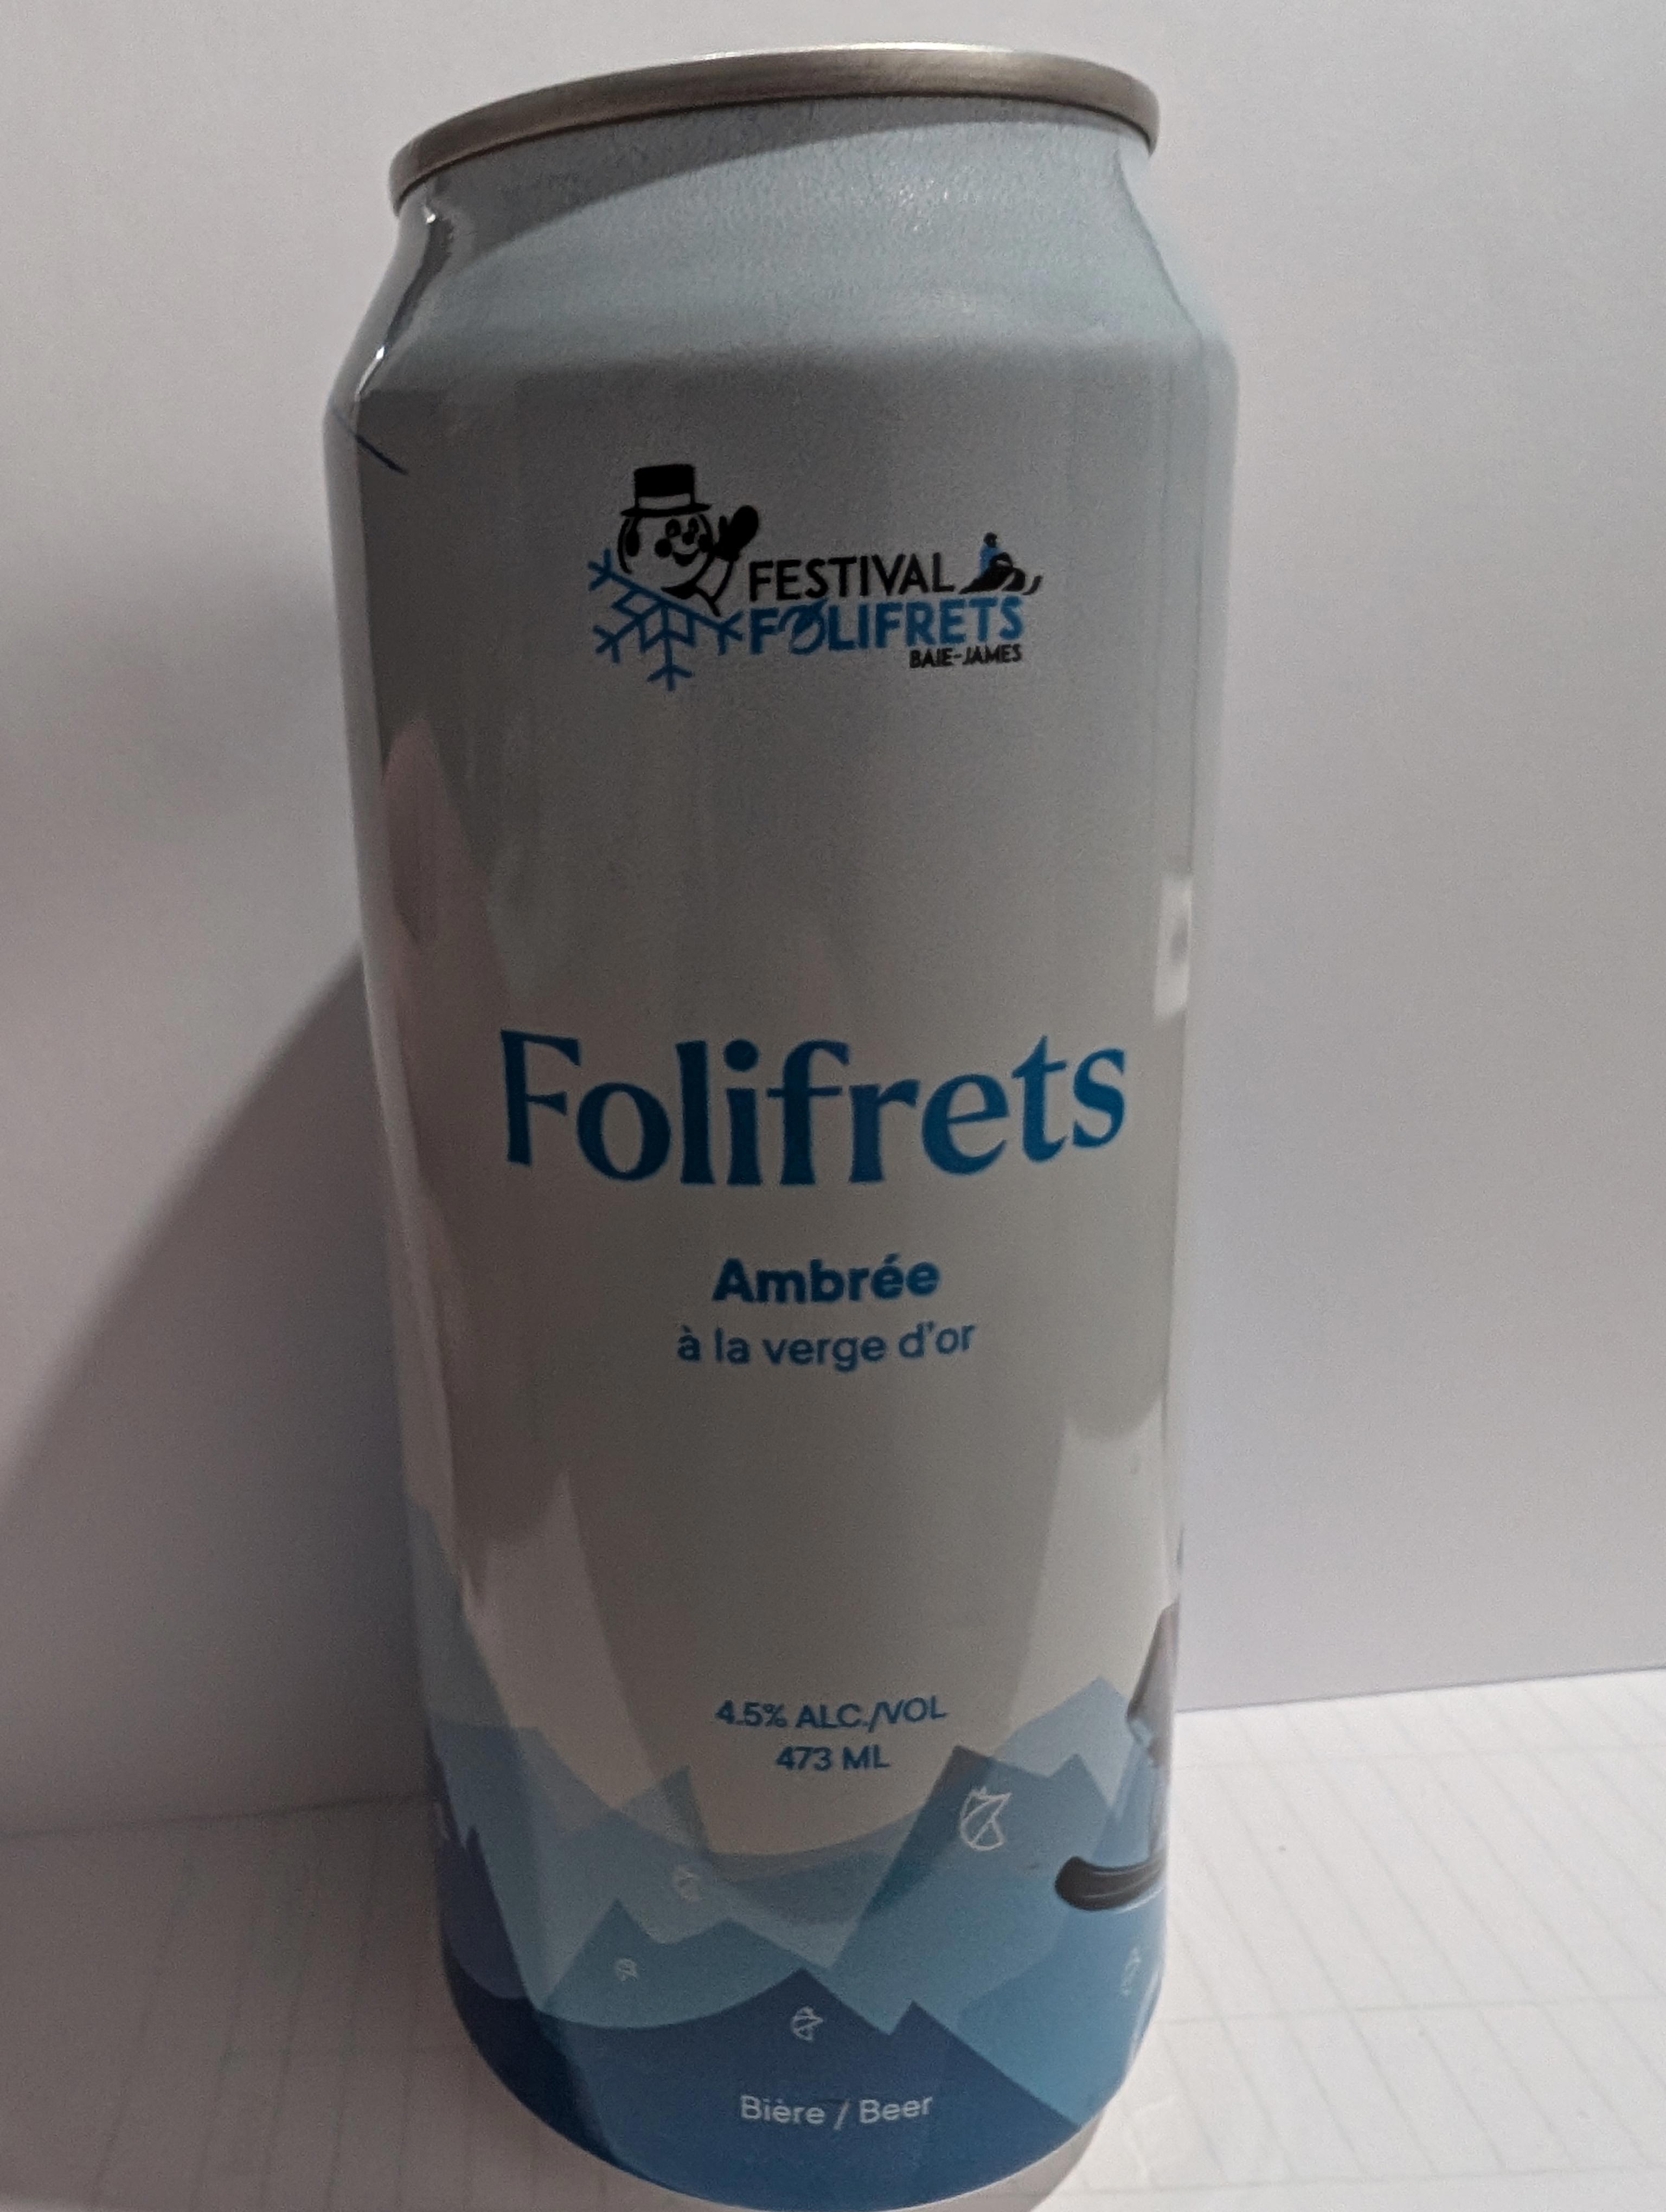 FESTIVAL
FOLIFRETS
BAIE-JAMES
Folifrets
Ambrée
à la verge d'or
4.5% ALC./VOL
473 ML
Bière / Beer